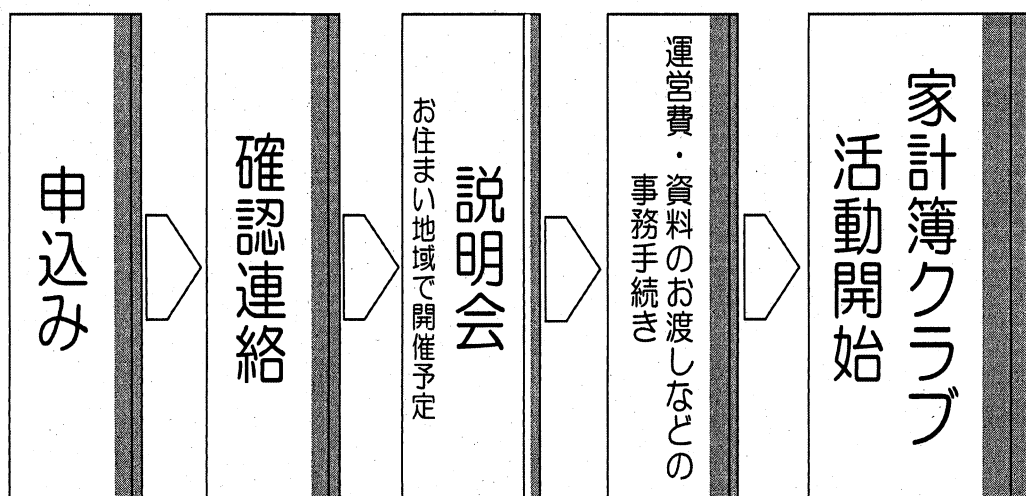 申込み
確認連絡
説明会
お住まい地域で開催予定
運営費・資料のお渡しなどの
事務手続き
家計簿クラブ
活動開始